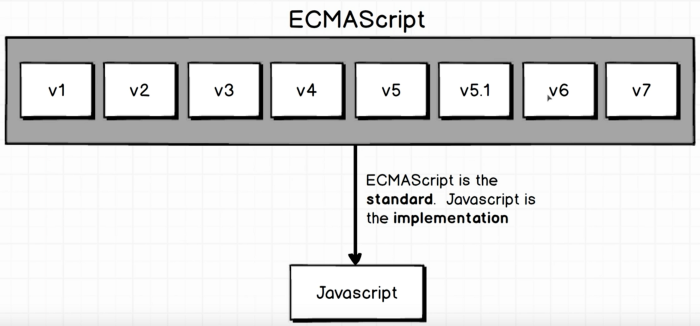 ECMAScript
v1 v2 v3 v4 v5 v5.1 v6 v7
ECMAScript is the
standard. Javascript is
the implementation
Javascript